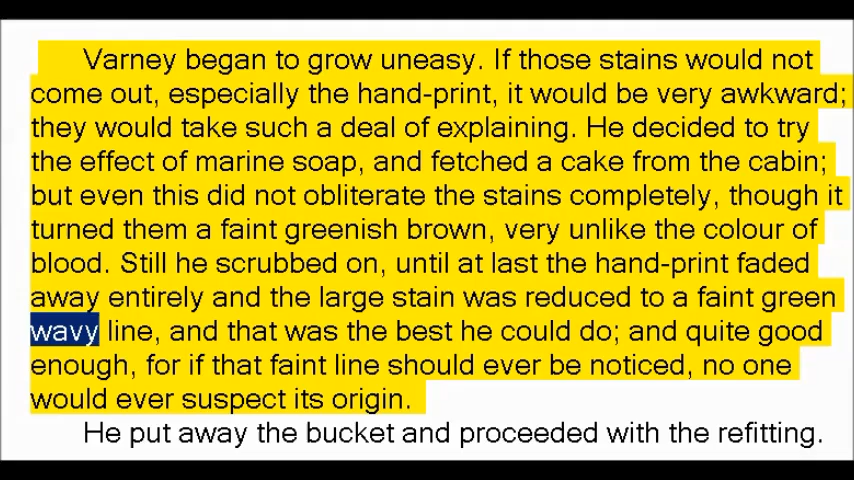 Varney began to grow uneasy. If those stains would not
come out, especially the hand-print, it would be very awkward;
they would take such a deal of explaining. He decided to try
the effect of marine soap, and fetched a cake from the cabin;
but even this did not obliterate the stains completely, though it
turned them a faint greenish brown, very unlike the colour of
blood. Still he scrubbed on, until at last the hand-print faded
away entirely and the large stain was reduced to a faint green
wavy line, and that was the best he could do; and quite good
enough, for if that faint line should ever be noticed, no one
would ever suspect its origin.
He put away the bucket and proceeded with the refitting.